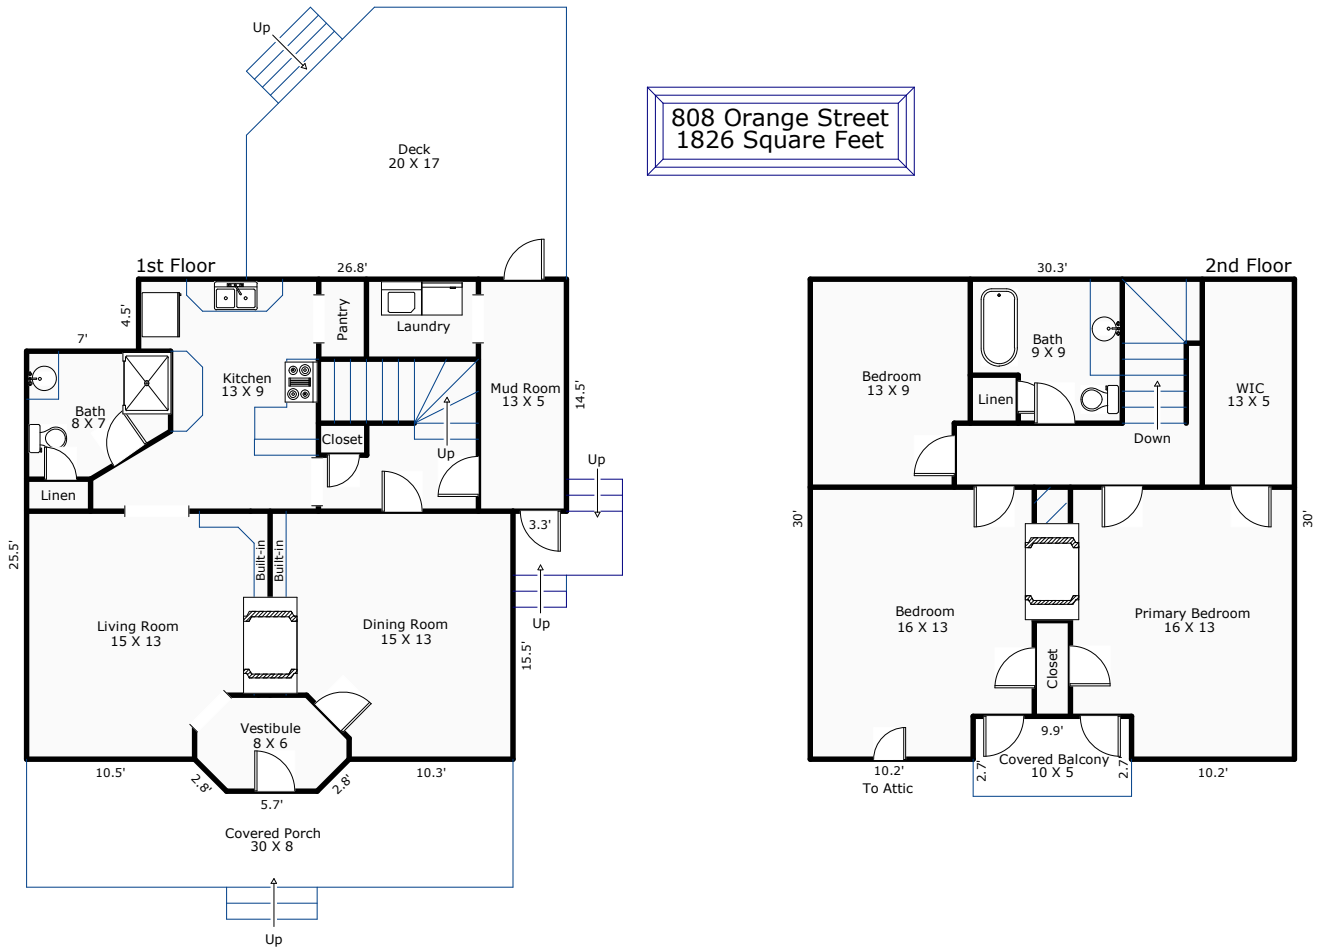 Up
808 Orange Street
1826 Square Feet
Deck
20 X 17
1st Floor
26.8'
30.3'
2nd Floor
4.5'
Pantry
Laundry
7'
Kitchen
13 X 9
Mud Room
13 X 5
14.5'
Bath
8 X 7
Closet
Up
Up
Linen
3.3'
25.5'
Built-in
Built-in
Living Room
15 X 13
Dining Room
15 X 13
Up
15.5'
Vestibule
8 X 6
10.5'
2.8'
2.8'
10.3'
5.7'
Covered Porch
30 X 8
Up
Bath
9 X 9
Bedroom
13 X 9
Linen
WIC
13 X 5
Down
30'
30'
Bedroom
16 X 13
Primary Bedroom
16 X 13
Closet
9.9'
Covered Balcony
10 X 5
2.7'
2.7'
10.2'
To Attic
10.2'